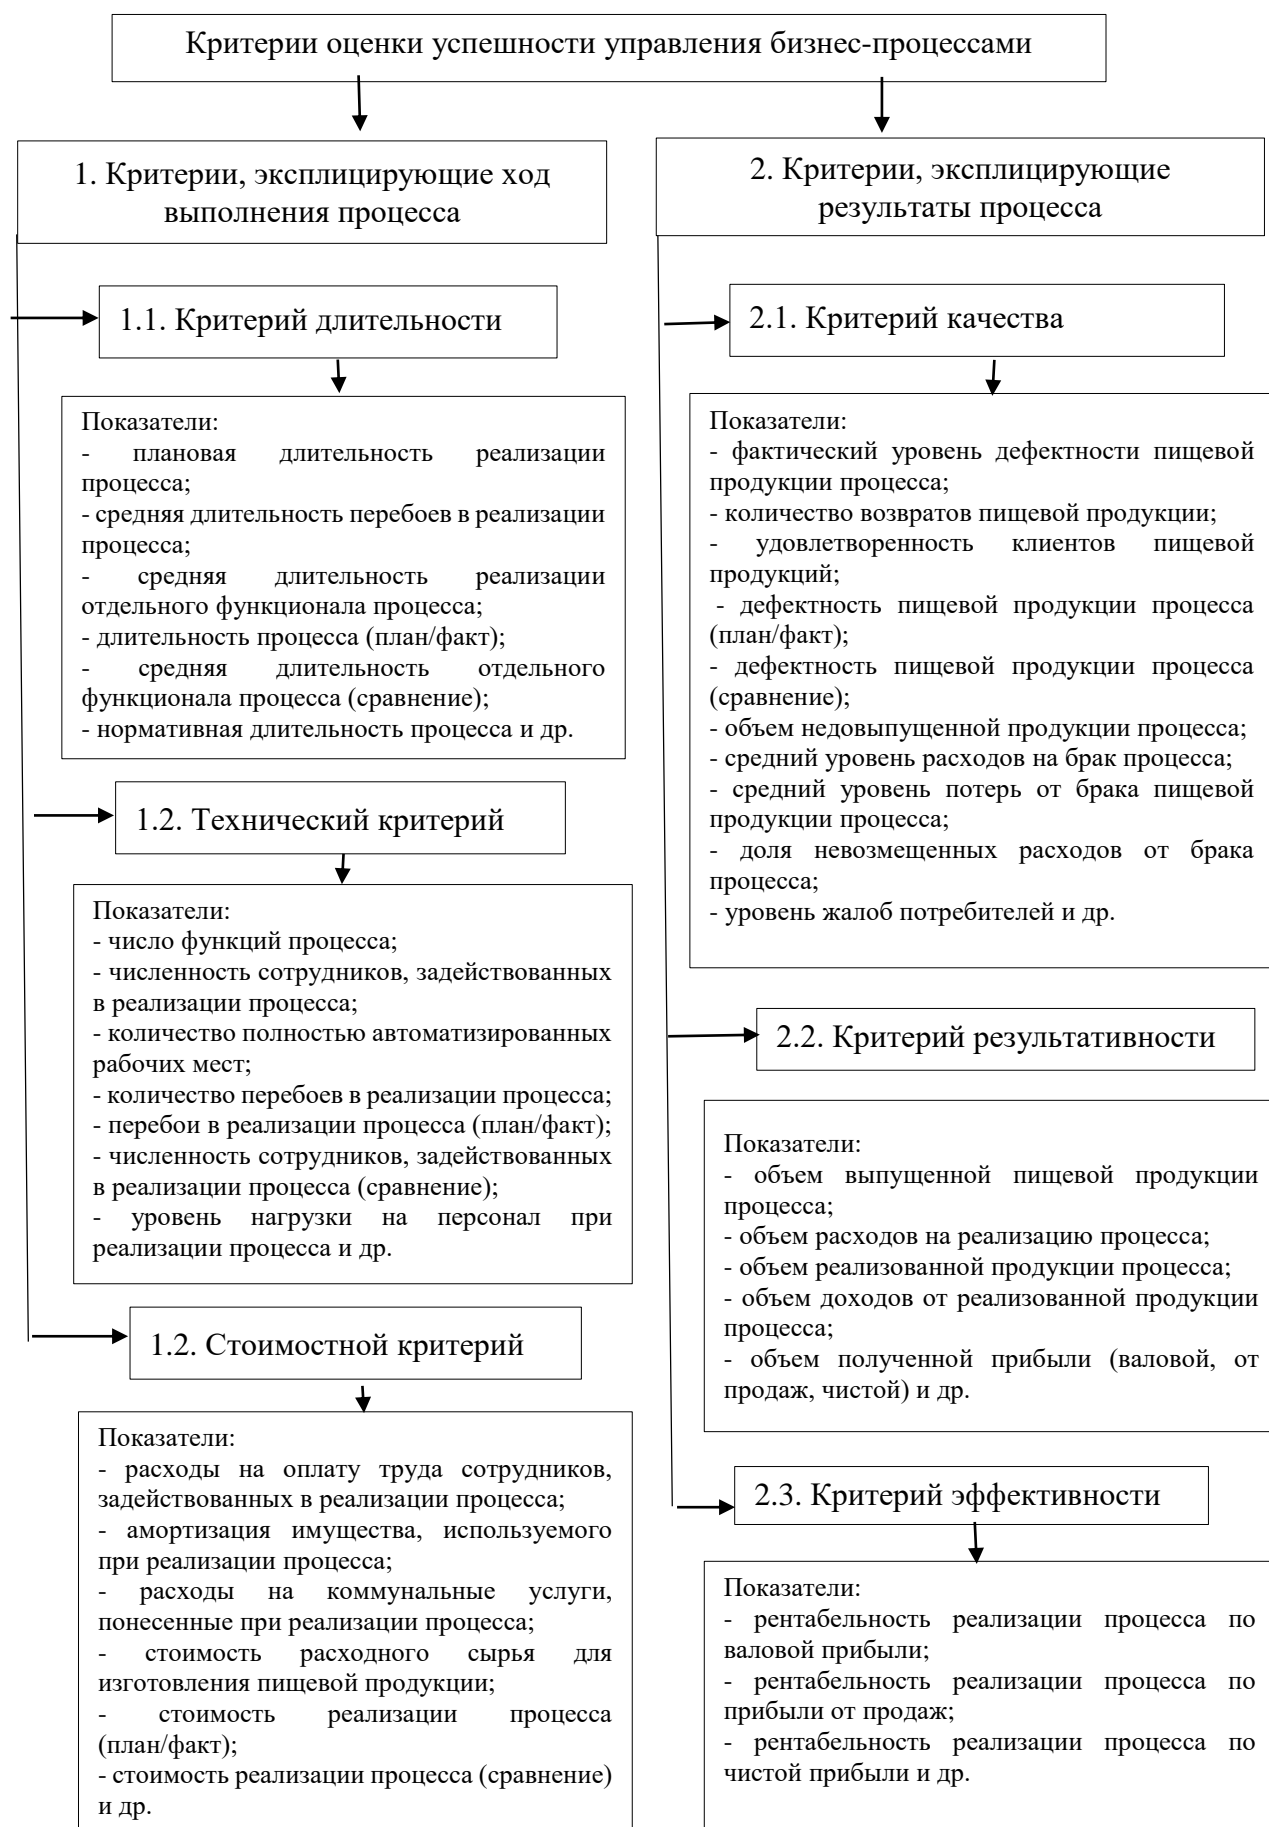 Критерии оценки успешности управления бизнес-процессами
1. Критерии, эксплицирующие ход
выполнения процесса
1.1. Критерий длительности
Показатели:
- плановая длительность реализации
процесса;
- средняя длительность перебоев в реализации
процесса;
- средняя длительность реализации
отдельного функционала процесса;
- длительность процесса (план/факт);
- средняя длительность отдельного
функционала процесса (сравнение);
- нормативная длительность процесса и др.
1.2. Технический критерий
Показатели:
- число функций процесса;
- численность сотрудников, задействованных
в реализации процесса;
- количество полностью автоматизированных
рабочих мест;
- количество перебоев в реализации процесса;
- перебои в реализации процесса (план/факт);
- численность сотрудников, задействованных
в реализации процесса (сравнение);
- уровень нагрузки на персонал при
реализации процесса и др.
1.2. Стоимостной критерий
Показатели:
- расходы на оплату труда сотрудников,
задействованных в реализации процесса;
- амортизация имущества, используемого
при реализации процесса;
- расходы на коммунальные услуги,
понесенные при реализации процесса;
- стоимость расходного сырья для
изготовления пищевой продукции;
- стоимость реализации процесса
(план/факт);
- стоимость реализации процесса (сравнение)
и др.
2. Критерии, эксплицирующие
результаты процесса
2.1. Критерий качества
Показатели:
- фактический уровень дефектности пищевой
продукции процесса;
- количество возвратов пищевой продукции;
- удовлетворенность клиентов пищевой
продукций;
- дефектность пищевой продукции процесса
(план/факт);
- дефектность пищевой продукции процесса
(сравнение);
- объем недовыпущенной продукции процесса;
- средний уровень расходов на брак процесса;
- средний уровень потерь от брака пищевой
продукции процесса;
- доля невозмещенных расходов от брака
процесса;
- уровень жалоб потребителей и др.
2.2. Критерий результативности
Показатели:
- объем выпущенной пищевой продукции
процесса;
- объем расходов на реализацию процесса;
- объем реализованной продукции процесса;
- объем доходов от реализованной продукции
процесса;
- объем полученной прибыли (валовой, от
продаж, чистой) и др.
2.3. Критерий эффективности
Показатели:
- рентабельность реализации процесса по
валовой прибыли;
- рентабельность реализации процесса по
прибыли от продаж;
- рентабельность реализации процесса по
чистой прибыли и др.